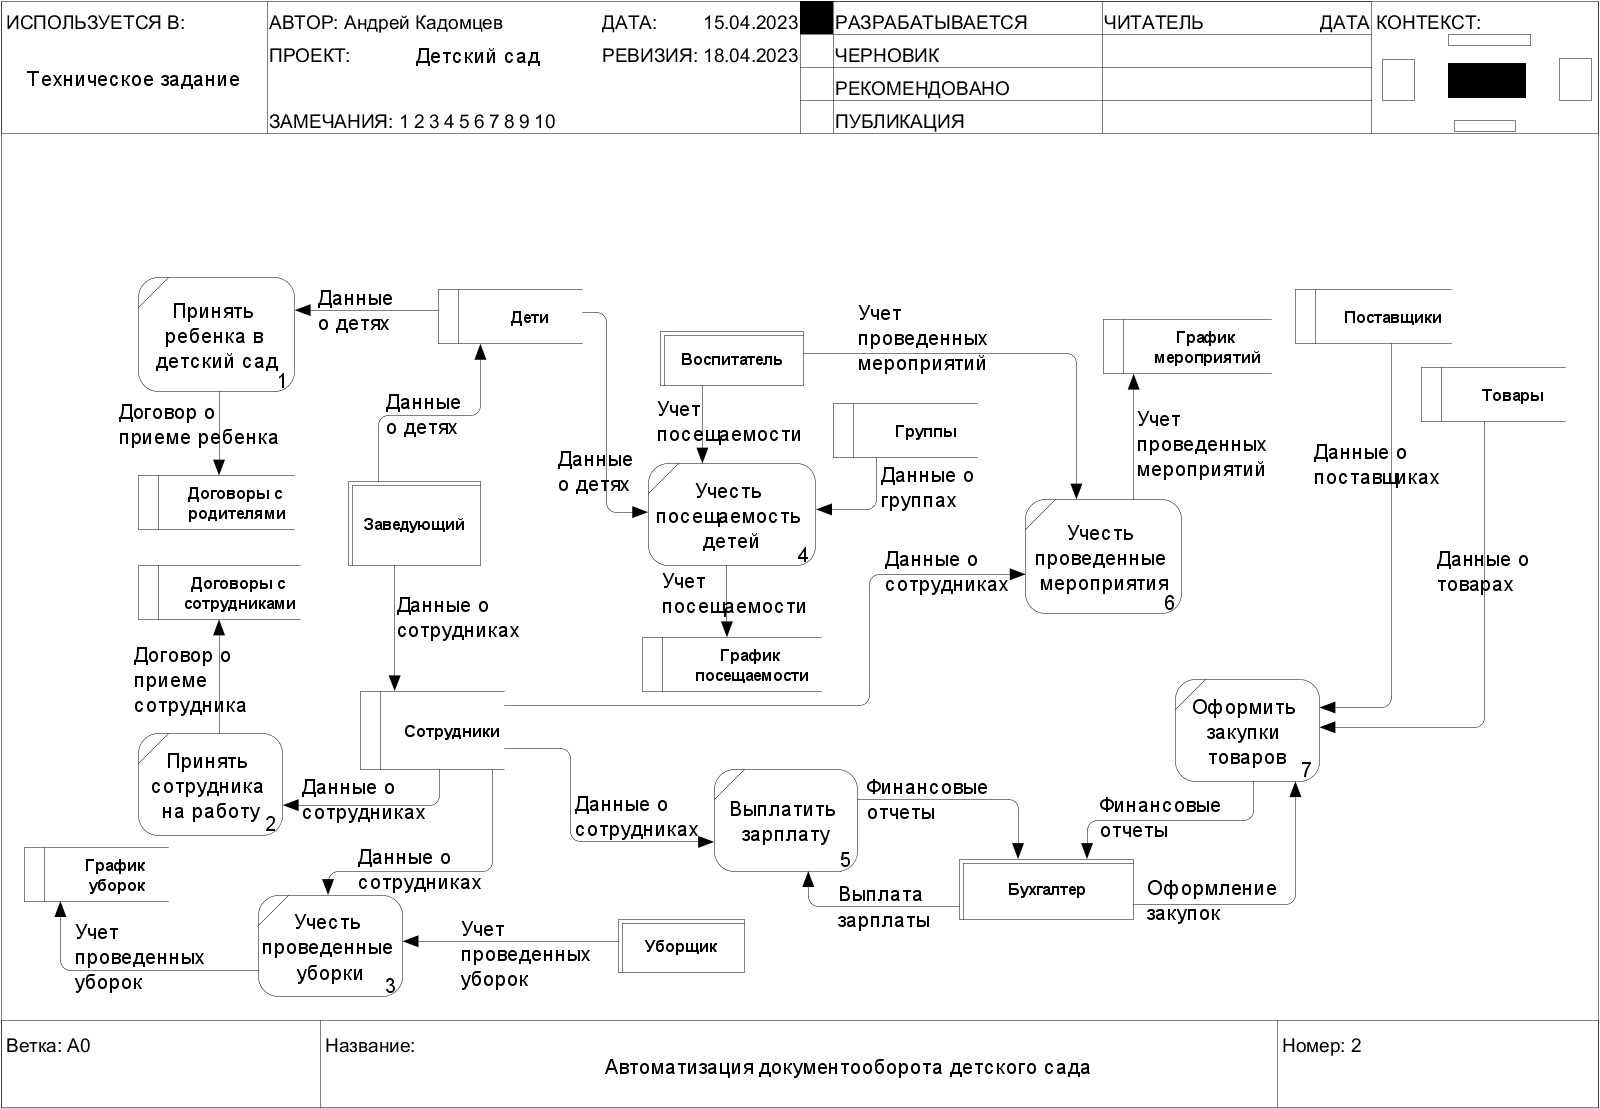 ИСПОЛЬЗУЕТСЯ В:
Техническое задание
АВТОР: Андрей Кадомцев
ДАТА: 15.04.2023
ПРОЕКТ: Детский сад
РЕВИЗИЯ: 18.04.2023
ЗАМЕЧАНИЯ: 1 2 3 4 5 6 7 8 9 10
РАЗРАБАТЫВАЕТСЯ
ЧЕРНОВИК
РЕКОМЕНДОВАНО
ПУБЛИКАЦИЯ
ЧИТАТЕЛЬ
ДАТА
КОНТЕКСТ:
Принять
ребенка в
детский сад
1
Данные
о детях
Дети
Договор о
приеме ребенка
Договоры с
родителями
Данные
о детях
Заведующий
Данные
о детях
Воспитатель
Учет
проведенных
мероприятий
Учет
посещаемости
Группы
Данные о
группах
Учесть
посещаемость
детей
4
Учет
посещаемости
График
посещаемости
График
мероприятий
Учет
проведенных
мероприятий
Учесть
проведенные
мероприятия
6
Данные о
сотрудниках
Поставщики
Товары
Данные о
поставщиках
Данные о
товарах
Договоры с
сотрудниками
Договор о
приеме
сотрудника
Данные о
сотрудниках
Сотрудники
Принять
сотрудника
на работу
2
Данные о
сотрудниках
Данные о
сотрудниках
Данные о
сотрудниках
Выплатить
зарплату
5
Финансовые
отчеты
Оформить
закупки
товаров
7
Финансовые
отчеты
Бухгалтер
Выплата
зарплаты
Оформление
закупок
График
уборок
Учет
проведенных
уборок
Учесть
проведенные
уборки
3
Учет
проведенных
уборок
Уборщик
Ветка: A0
Название:
Автоматизация документооборота детского сада
Номер: 2